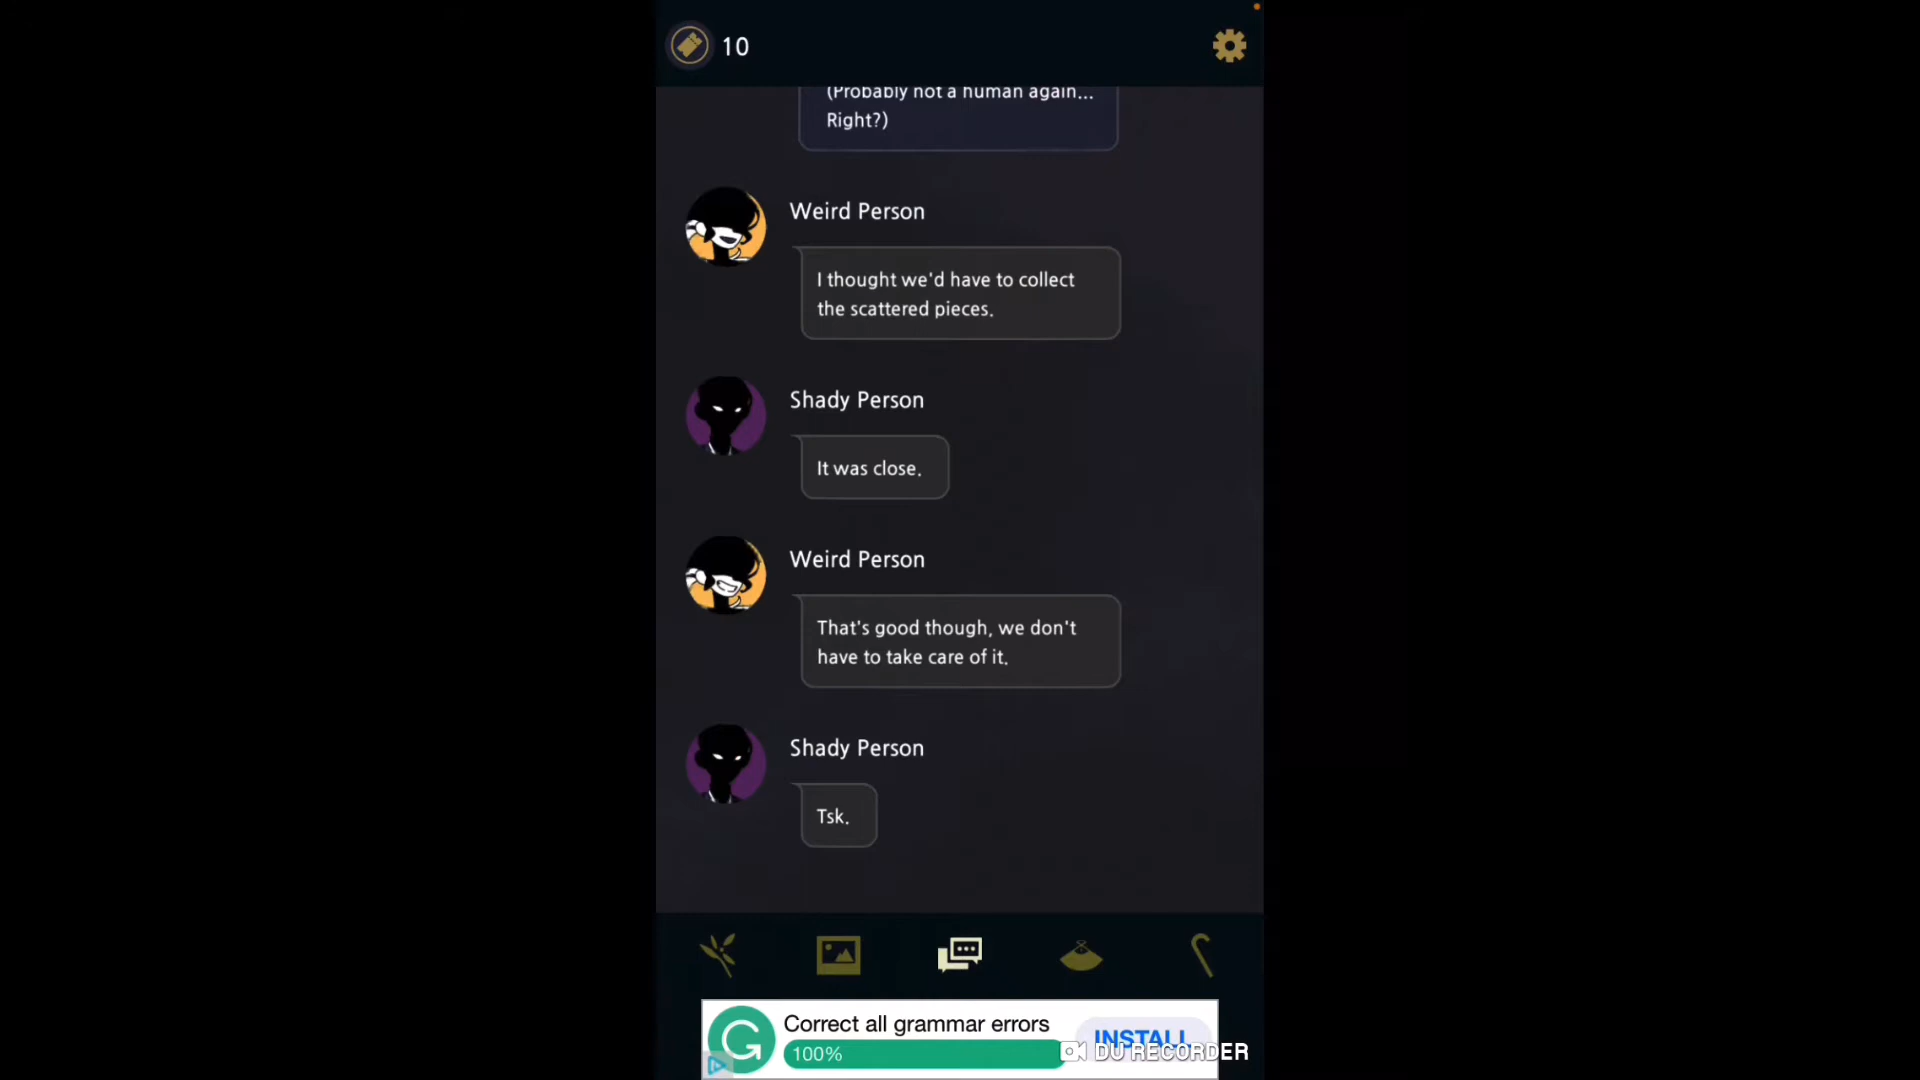 10
(Probably not a human again...
Right?)
Weird Person
I thought we'd have to collect
the scattered pieces.
Shady Person
It was close.
Weird Person
That's good though, we don't
have to take care of it.
Shady Person
Tsk.
Correct all grammar errors
100%
INSTALL
DU RECORDER